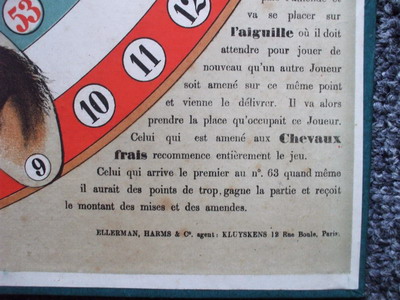 va se placer sur
l'aiguille où il doit
attendre pour jouer de
nouveau qu'un autre Joueur
soit amené sur ce même point
et vienne le délivrer. Il va alors
prendre la place qu'occupait ce Joueur.
Celui qui est amené aux Chevaux
frais recommence entièrement le jeu.
Celui qui arrive le premier au nº. 63 quand même
il aurait des points de trop, gagne la partie et reçoit
le montant des mises et des amendes.
ELLERMAN, HARMS & Cº. agent: KLUYSKENS 19 Rue Boule, Paris.
53
12
11
10
9